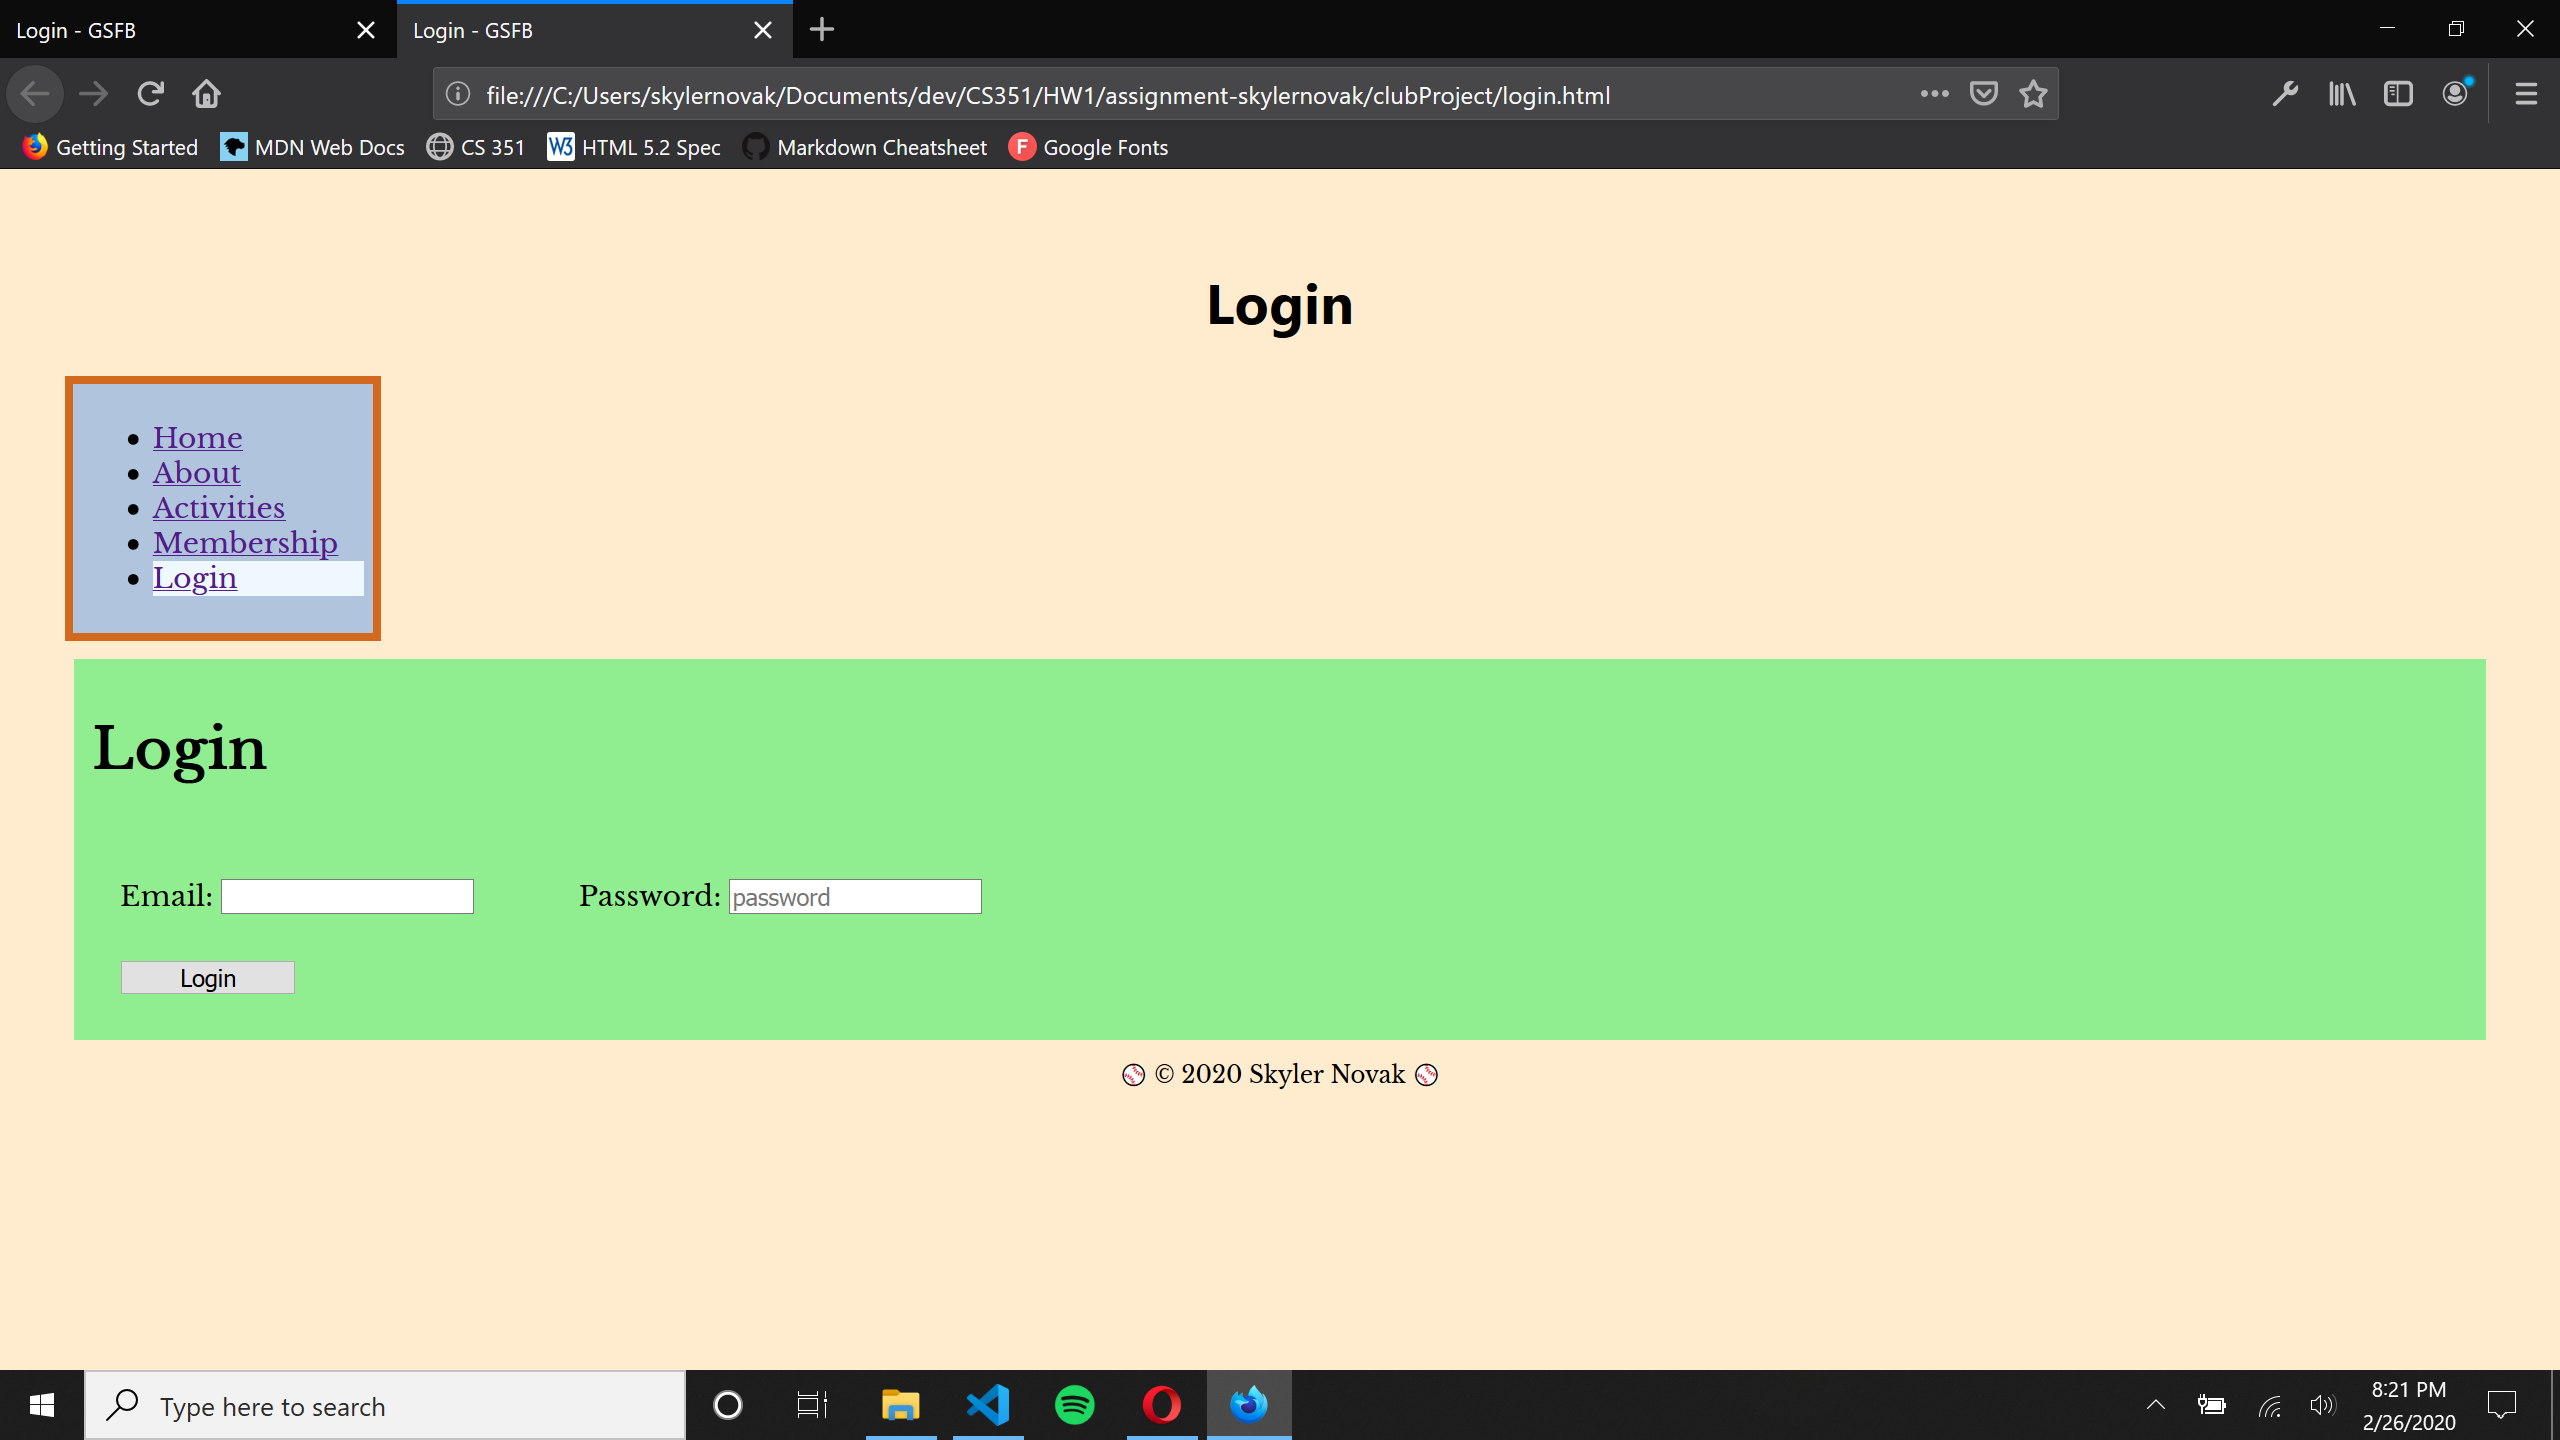 Login - GSFB
Login - GSFB
file:///C:/Users/skylernovak/Documents/dev/CS351/HW1/assignment-skylernovak/clubProject/login.html
Getting Started MDN Web Docs CS 351 W3 HTML 5.2 Spec Markdown Cheatsheet F Google Fonts
Login
Home
About
Activities
Membership
Login
Login
Email: Password: password
Login
© 2020 Skyler Novak
Type here to search
8:21 PM
2/26/2020